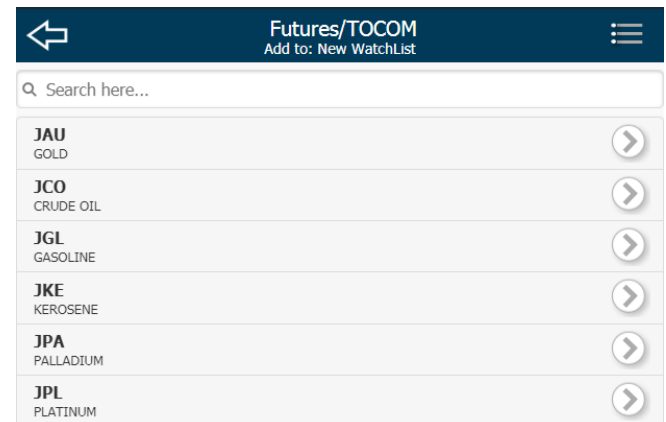 Futures/TOCOM
Add to: New WatchList
Search here...
JAU
GOLD
JCO
CRUDE OIL
JGL
GASOLINE
JKE
KEROSENE
JPA
PALLADIUM
JPL
PLATINUM